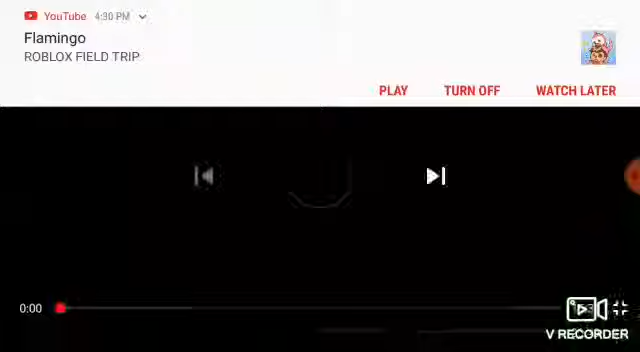 YouTube 4:30 PM
Flamingo
ROBLOX FIELD TRIP
PLAY TURN OFF WATCH LATER
0:00
V RECORDER